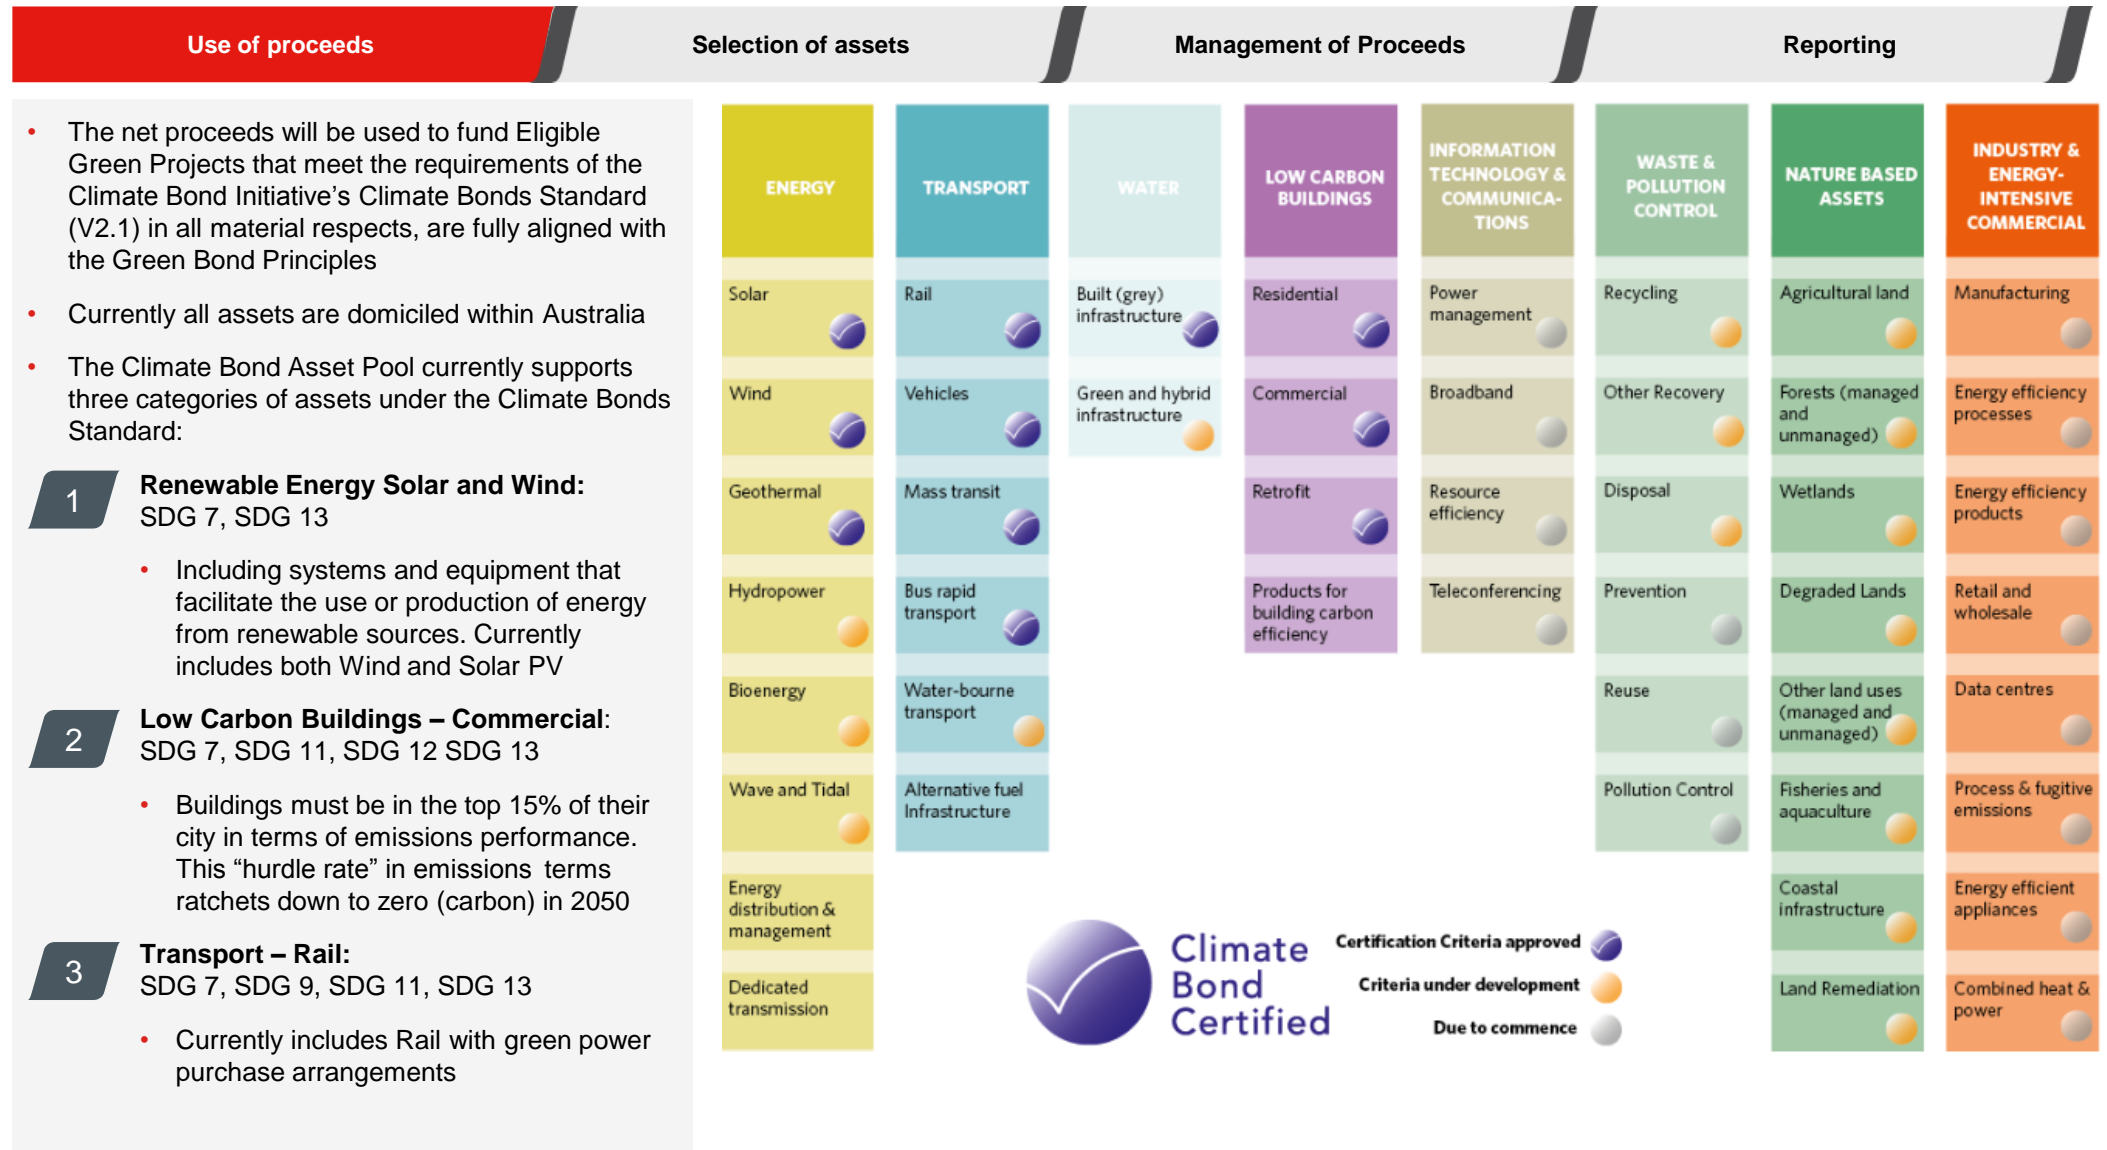 Use of proceeds
Selection of assets
Management of Proceeds
Reporting
• The net proceeds will be used to fund Eligible
Green Projects that meet the requirements of the
Climate Bond Initiative’s Climate Bonds Standard
(V2.1) in all material respects, are fully aligned with
the Green Bond Principles
• Currently all assets are domiciled within Australia
• The Climate Bond Asset Pool currently supports
three categories of assets under the Climate Bonds
Standard:
1
Renewable Energy Solar and Wind:
SDG 7, SDG 13
• Including systems and equipment that
facilitate the use or production of energy
from renewable sources. Currently
includes both Wind and Solar PV
2
Low Carbon Buildings – Commercial:
SDG 7, SDG 11, SDG 12 SDG 13
• Buildings must be in the top 15% of their
city in terms of emissions performance.
This “hurdle rate” in emissions terms
ratchets down to zero (carbon) in 2050
3
Transport – Rail:
SDG 7, SDG 9, SDG 11, SDG 13
• Currently includes Rail with green power
purchase arrangements
ENERGY
Solar
Wind
Geothermal
Hydropower
Bioenergy
Wave and Tidal
Energy
distribution &
management
Dedicated
transmission
TRANSPORT
Rail
Vehicles
Mass transit
Bus rapid
transport
Water-bourne
transport
Alternative fuel
Infrastructure
WATER
Built (grey)
infrastructure
Green and hybrid
infrastructure
LOW CARBON
BUILDINGS
Residential
Commercial
Retrofit
Products for
building carbon
efficiency
INFORMATION
TECHNOLOGY &
COMMUNICA-
TIONS
Power
management
Broadband
Resource
efficiency
Teleconferencing
WASTE &
POLLUTION
CONTROL
Recycling
Other Recovery
Disposal
Prevention
Reuse
Pollution Control
NATURE BASED
ASSETS
Agricultural land
Forests (managed
and
unmanaged)
Wetlands
Degraded Lands
Other land uses
(managed and
unmanaged)
Fisheries and
aquaculture
Coastal
infrastructure
Land Remediation
INDUSTRY &
ENERGY-
INTENSIVE
COMMERCIAL
Manufacturing
Energy efficiency
processes
Energy efficiency
products
Retail and
wholesale
Data centres
Process & fugitive
emissions
Energy efficient
appliances
Combined heat &
power
Climate
Bond
Certified
Certification Criteria approved
Criteria under development
Due to commence